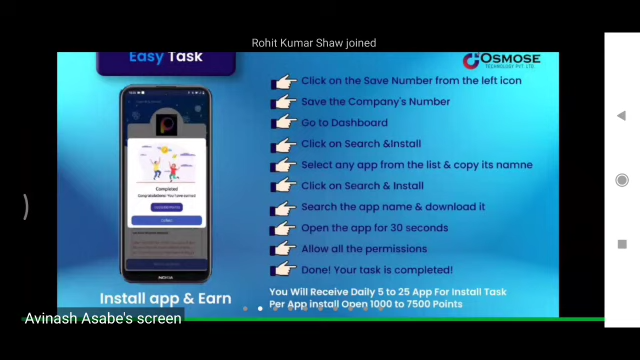 Rohit Kumar Shaw joined
Easy Task
OSMOSE
TECHNOLOGY PVT. LTD.
Click on the Save Number from the left icon
Save the Company's Number
Go to Dashboard
Click on Search &Install
Select any app from the list & copy its namne
Click on Search & Install
Search the app name & download it
Open the app for 30 seconds
Allow all the permissions
Done! Your task is completed!
Completed
NOKIA
Install app & Earn
You Will Receive Daily 5 to 25 App For Install Task
Per App install Open 1000 to 7500 Points
Avinash Asabe's screen